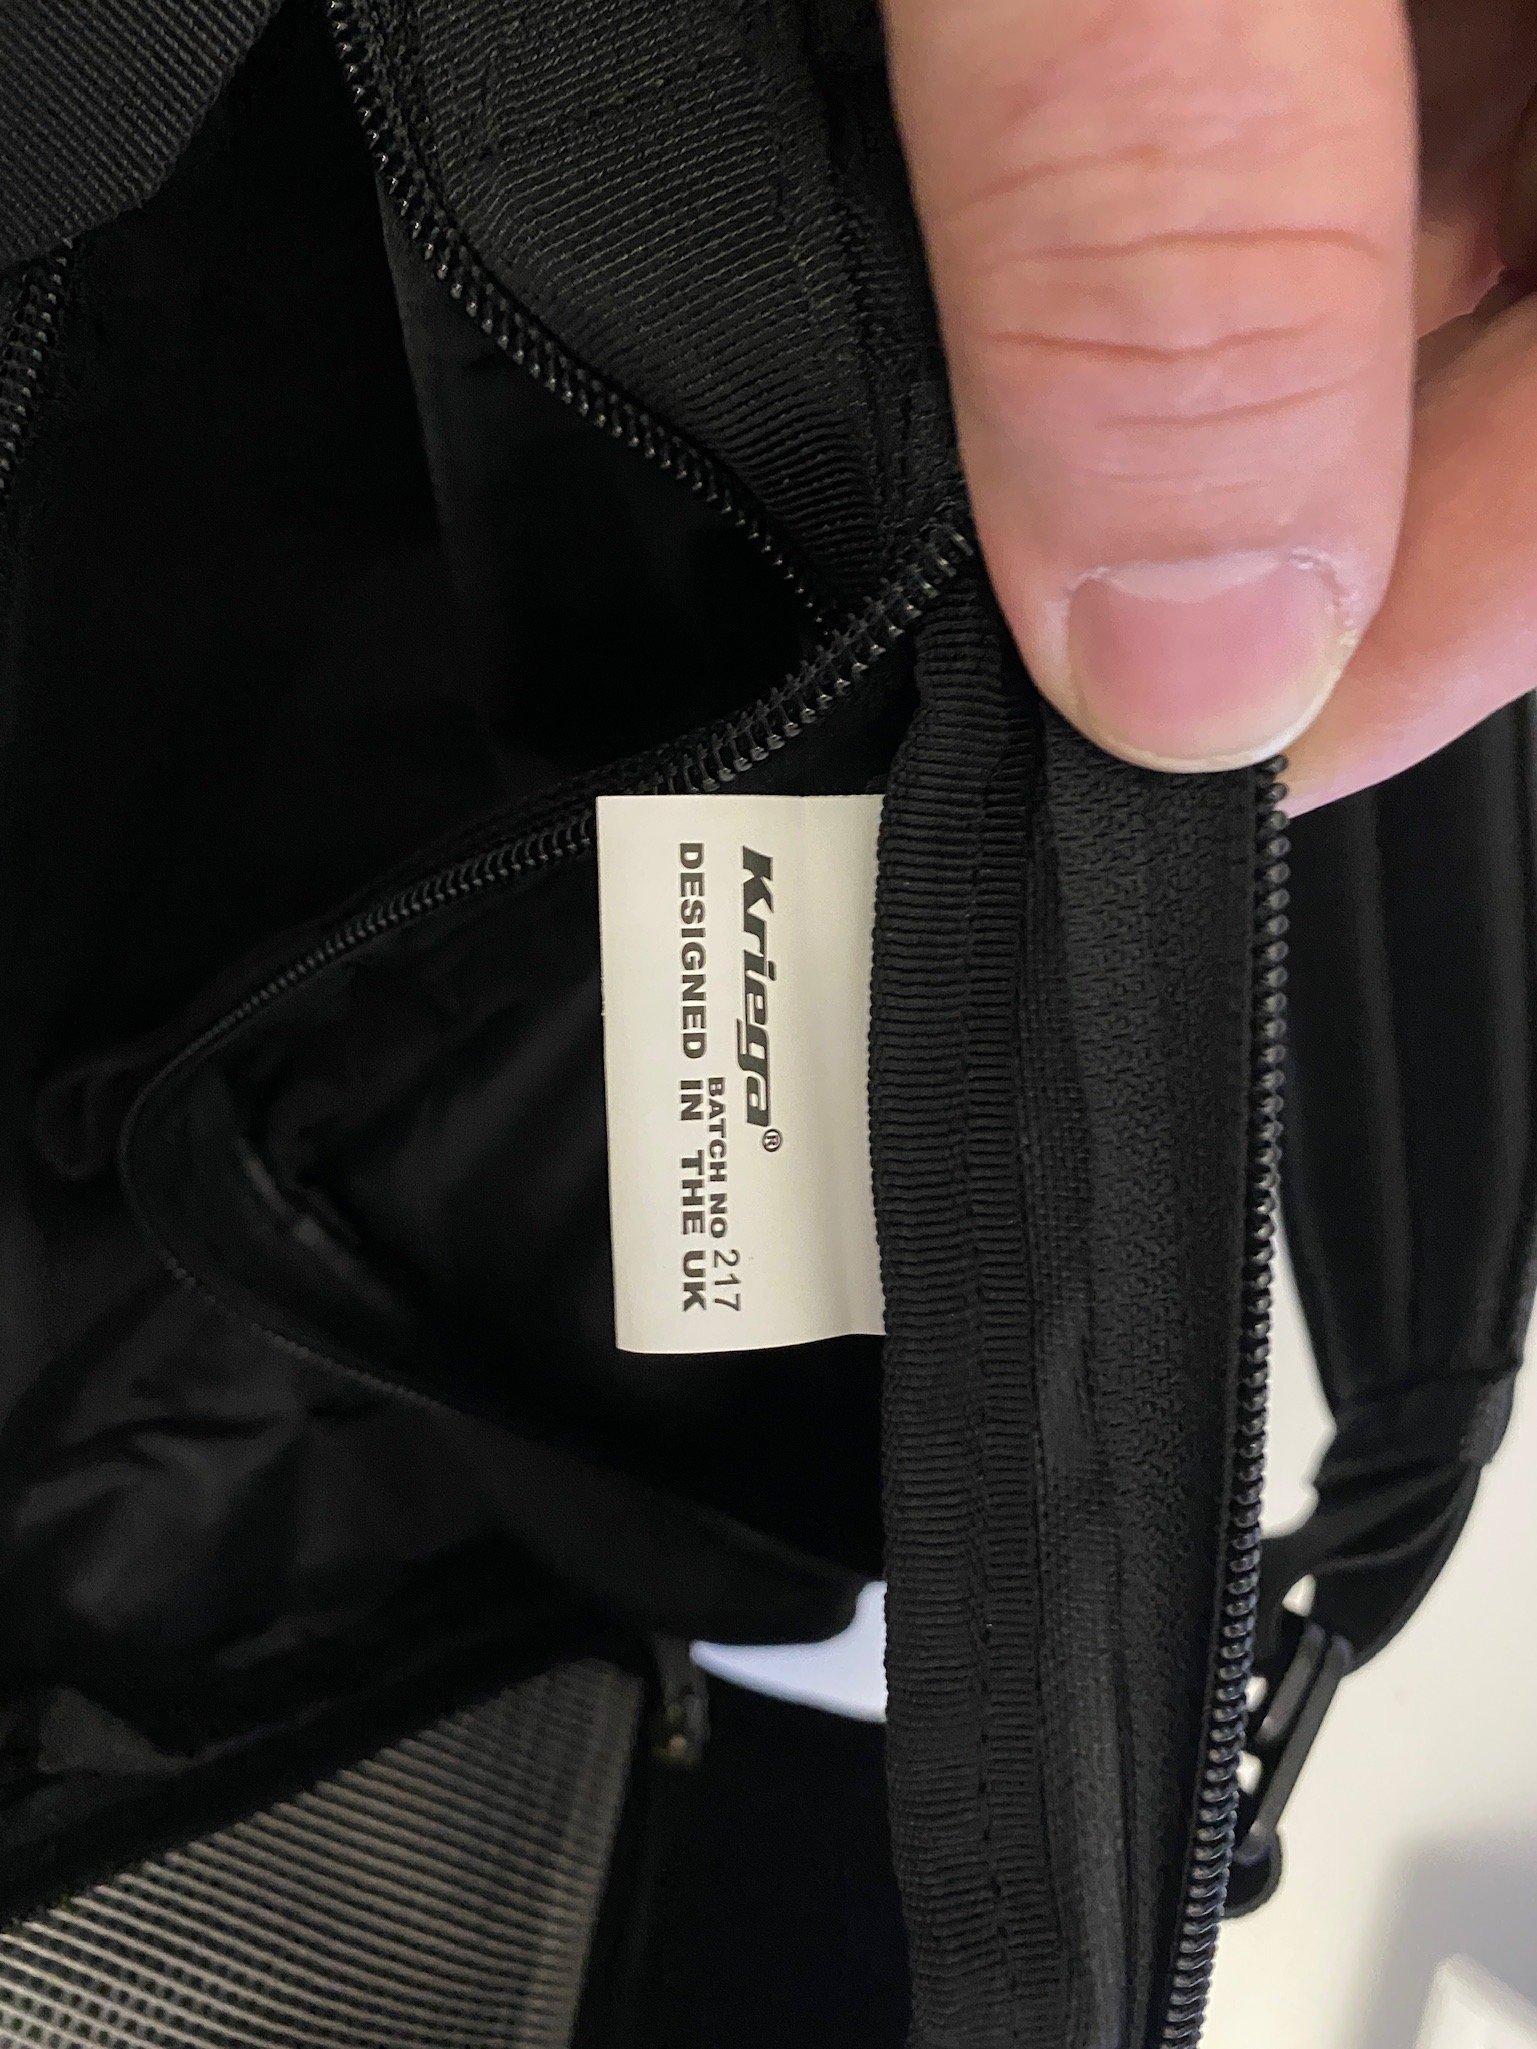 Kriega®
BATCH NO 217
DESIGNED IN THE UK